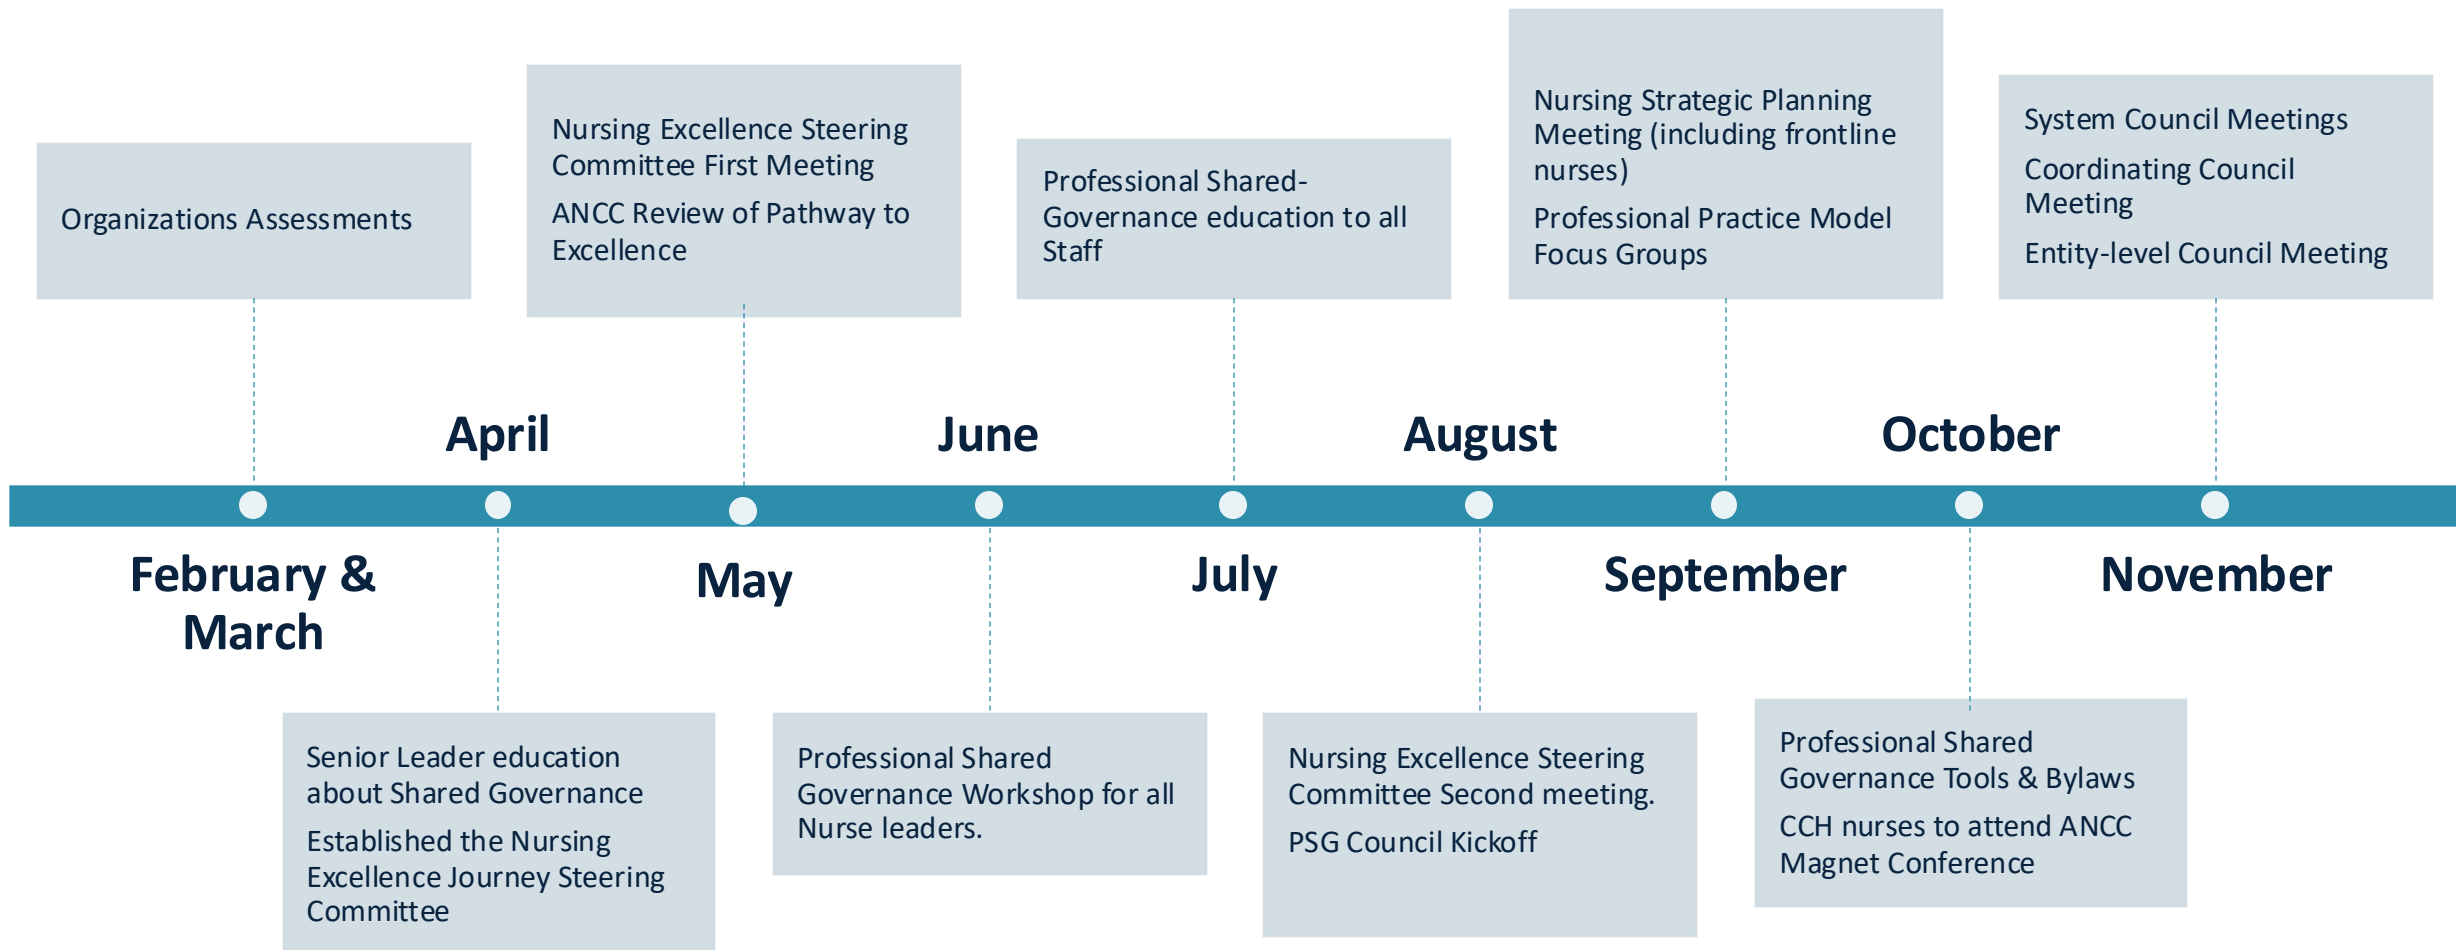 Organizations Assessments
Nursing Excellence Steering
Committee First Meeting
ANCC Review of Pathway to
Excellence
Professional Shared-
Governance education to all
Staff
Nursing Strategic Planning
Meeting (including frontline
nurses)
Professional Practice Model
Focus Groups
System Council Meetings
Coordinating Council
Meeting
Entity-level Council Meeting
April
June
August
October
February &
March
May
July
September
November
Senior Leader education
about Shared Governance
Established the Nursing
Excellence Journey Steering
Committee
Professional Shared
Governance Workshop for all
Nurse leaders.
Nursing Excellence Steering
Committee Second meeting.
PSG Council Kickoff
Professional Shared
Governance Tools & Bylaws
CCH nurses to attend ANCC
Magnet Conference